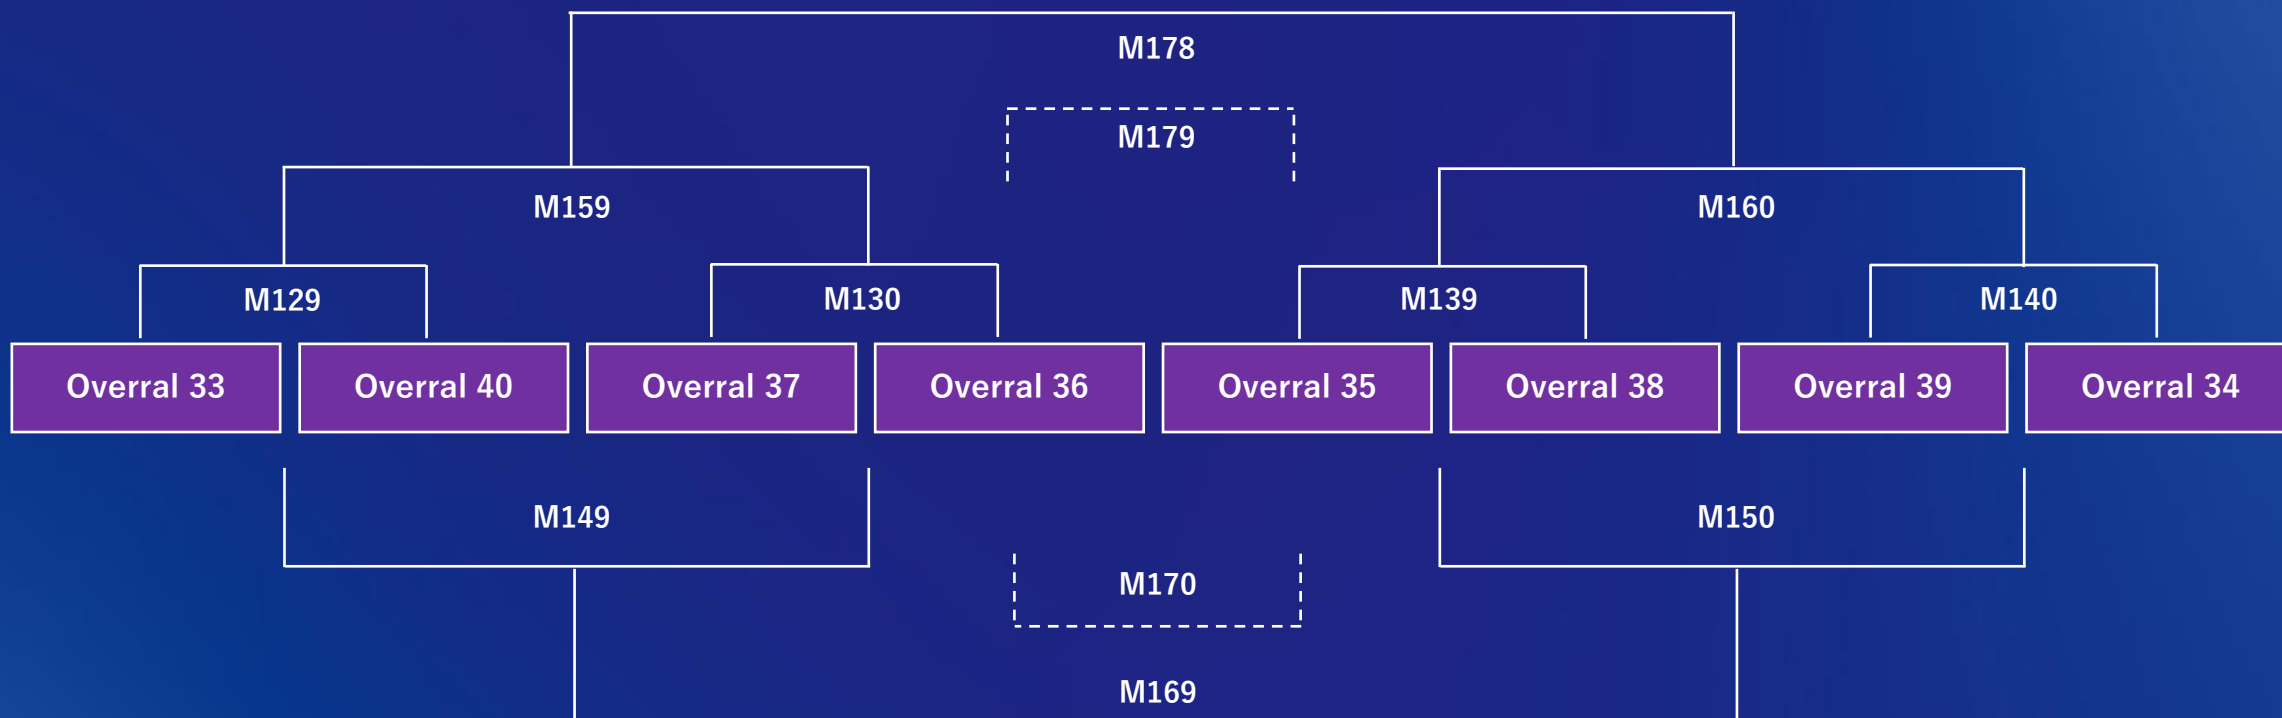 M178
M179
M159
M160
M129
M130
M139
M140
Overral 33
Overral 40
Overral 37
Overral 36
Overral 35
Overral 38
Overral 39
Overral 34
M149
M150
M170
M169